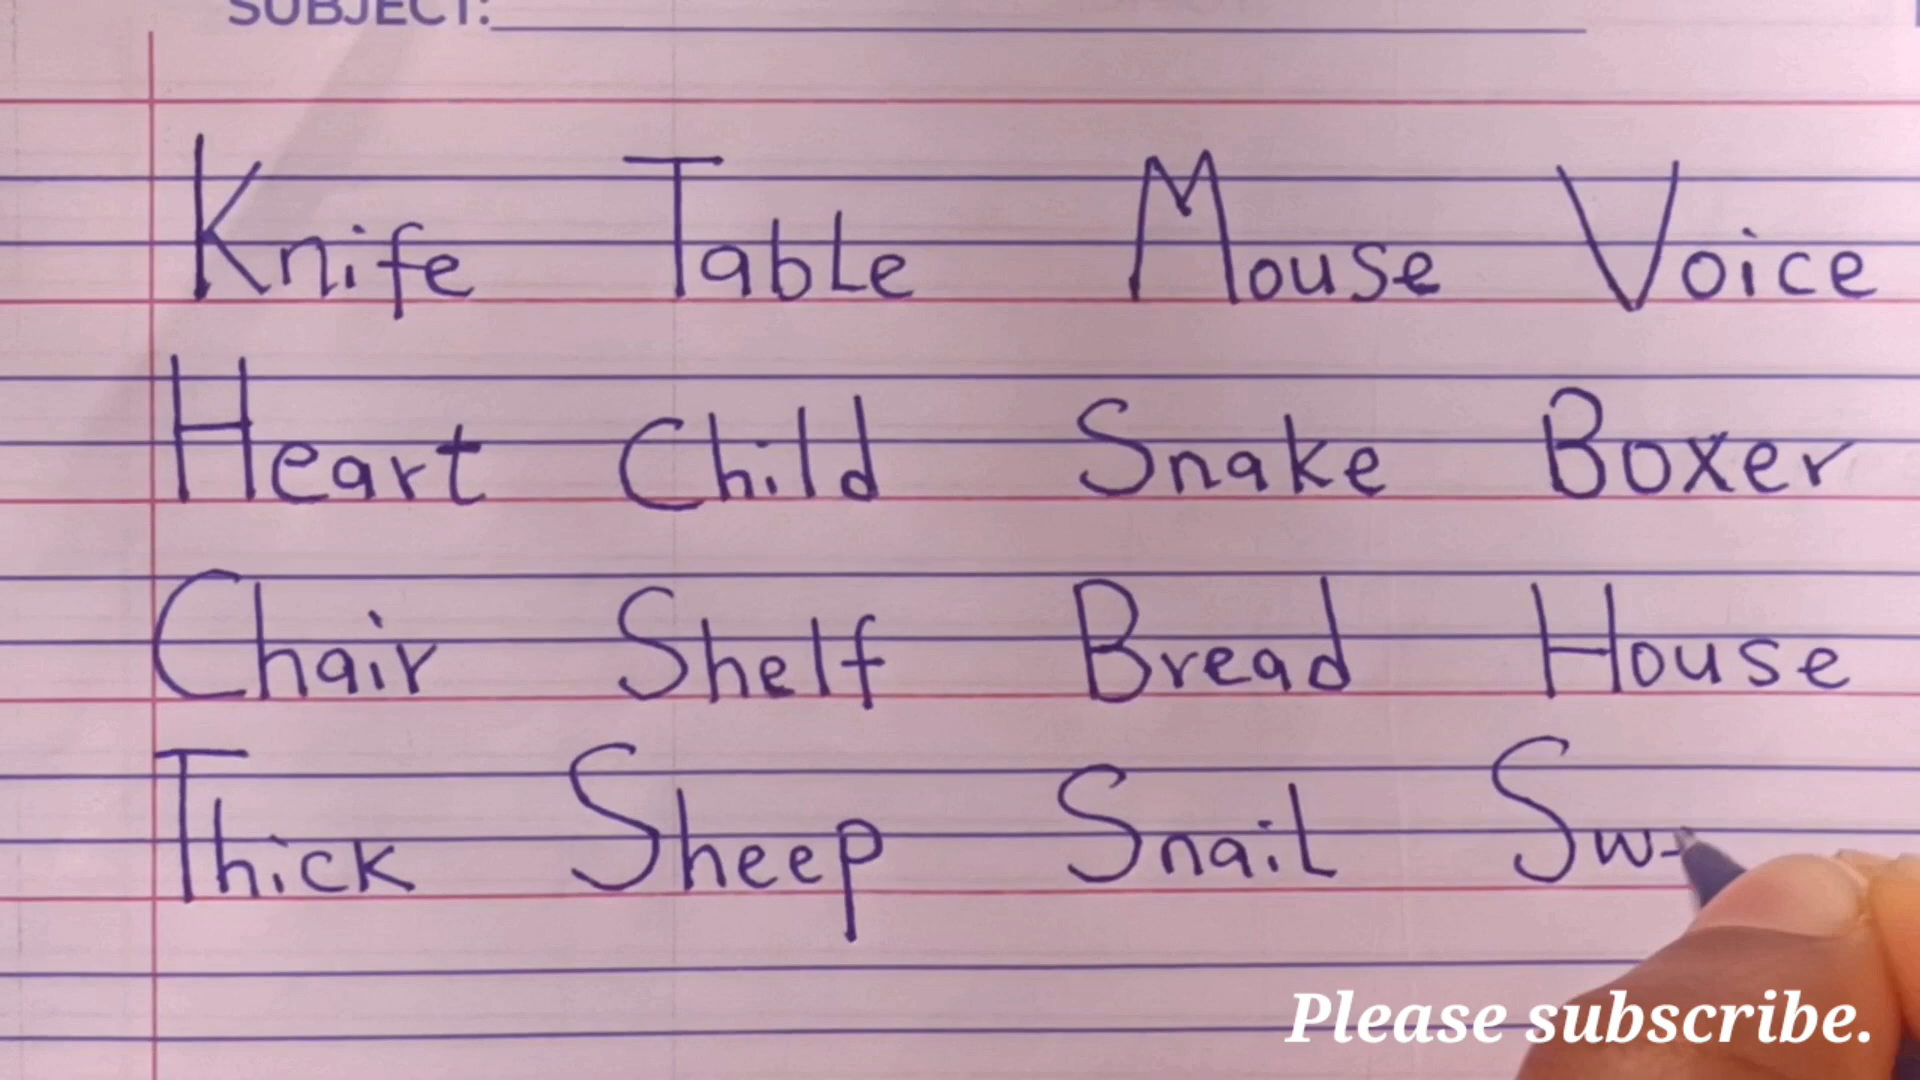 SUBJECT:
Knife Table Mouse Voice
Heart Child Snake Boxer
Chair Shelf Bread House
Thick Sheep Snail
Please subscribe.